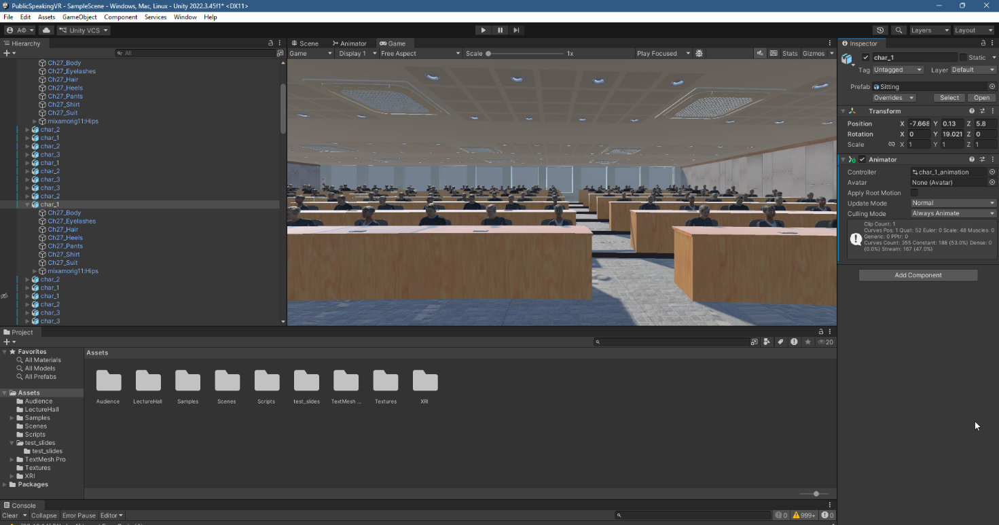 PublicSpeakingVR - SampleScene - Windows, Mac, Linux - Unity 2022.3.45f1* <DX11>
File Edit Assets GameObject Component Services Window Help
ΑΦ Unity VCS Layers Layout
Hierarchy
All
Ch27_Body
Ch27_Eyelashes
Ch27_Hair
Ch27_Heels
Ch27_Pants
Ch27_Shirt
Ch27_Suit
mixamorig11:Hips
char_2
char_1
char_2
char_3
char_1
char_2
char_3
char_3
char_2
char_1
Ch27_Body
Ch27_Eyelashes
Ch27_Hair
Ch27_Heels
Ch27_Pants
Ch27_Shirt
Ch27_Suit
mixamorig11:Hips
char_2
char_1
char_1
char_2
char_3
char_3
Scene Animator Game
Game Display 1 Free Aspect Scale 1x Play Focused Stats Gizmos
Inspector
char_1 Static
Tag Untagged Layer Default
Prefab Sitting
Overrides Select Open
Transform
Position X -7.668 Y 0.13 Z 5.8
Rotation X 0 Y 19.021 Z 0
Scale X 1 Y 1 Z 1
Animator
Controller char_1_animation
Avatar None (Avatar)
Apply Root Motion
Update Mode Normal
Culling Mode Always Animate
Clip Count: 1
Curves Pos: 1 Quat: 52 Euler: 0 Scale: 48 Muscles: 0
Generic: 0 PPtr: 0
Curves Count: 355 Constant: 188 (53.0%) Dense: 0
(0.0%) Stream: 167 (47.0%)
Add Component
Project
20
Favorites
All Materials
All Models
All Prefabs
Assets
Audience
LectureHall
Samples
Scenes
Scripts
test_slides
test_slides
TextMesh Pro
Textures
XRI
Packages
Assets
Audience LectureHall Samples Scenes Scripts test_slides TextMesh ... Textures XRI
Console
Clear Collapse Error Pause Editor 0 999+ 0